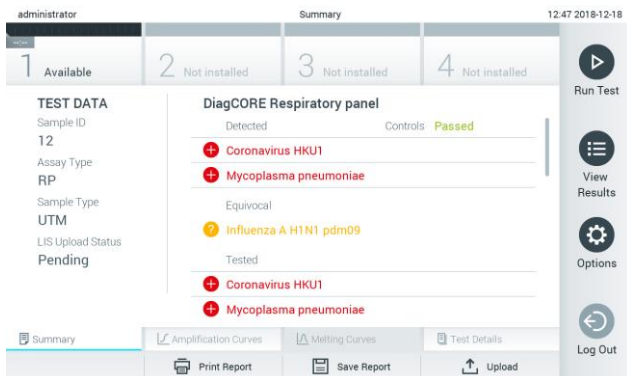 administrator Summary 12:47 2018-12-18
1 Available 2 Not installed 3 Not installed 4 Not installed
Run Test
View
Results
Options
Log Out
TEST DATA
Sample ID
12
Assay Type
RP
Sample Type
UTM
LIS Upload Status
Pending
DiagCORE Respiratory panel
Detected Controls Passed
Coronavirus HKU1
Mycoplasma pneumoniae
Equivocal
? Influenza A H1N1 pdm09
Tested
Coronavirus HKU1
Mycoplasma pneumoniae
Summary Amplification Curves Melting Curves Test Details
Print Report Save Report Upload